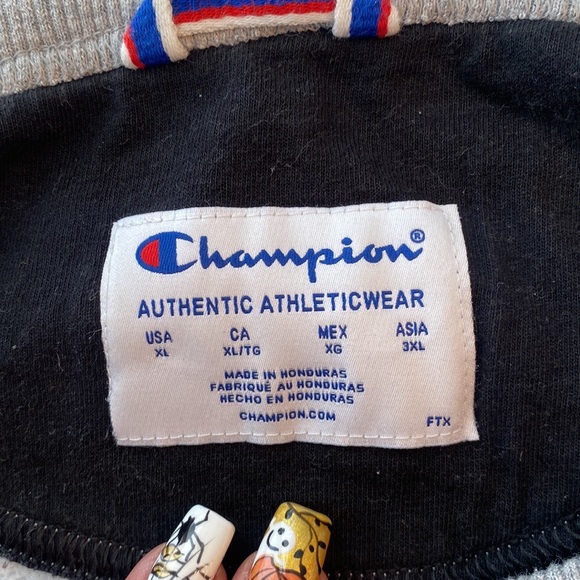 Champion®
AUTHENTIC ATHLETICWEAR
USA CA MEX ASIA
XL XL/TG XG 3XL
MADE IN HONDURAS
FABRIQUÉ AU HONDURAS
HECHO EN HONDURAS
CHAMPION.COM
FTX